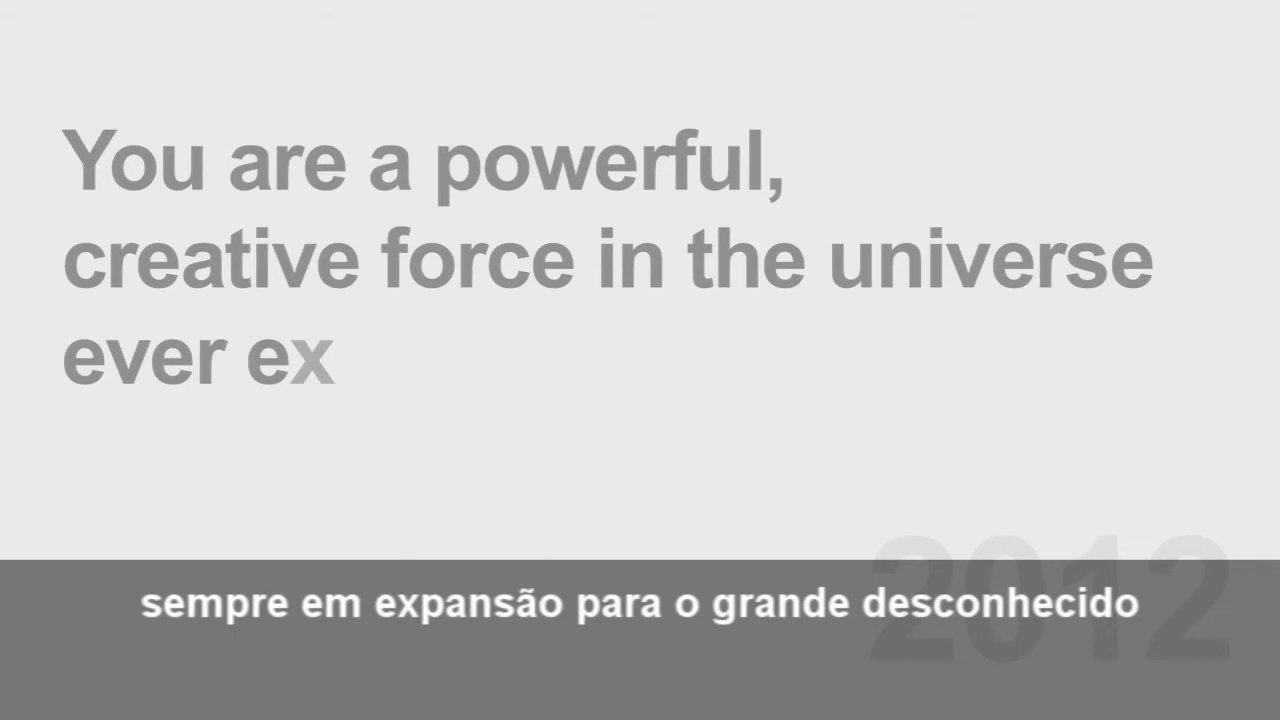 You are a powerful,
creative force in the universe
ever ex
2012
sempre em expansão para o grande desconhecido